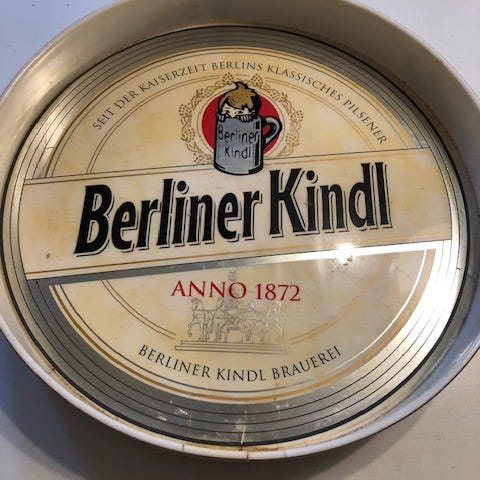 SEIT DER KAISERZEIT BERLINS KLASSISCHES PILSENER
Berliner
Kindl
Berliner Kindl
ANNO 1872
BERLINER KINDL BRAUEREI